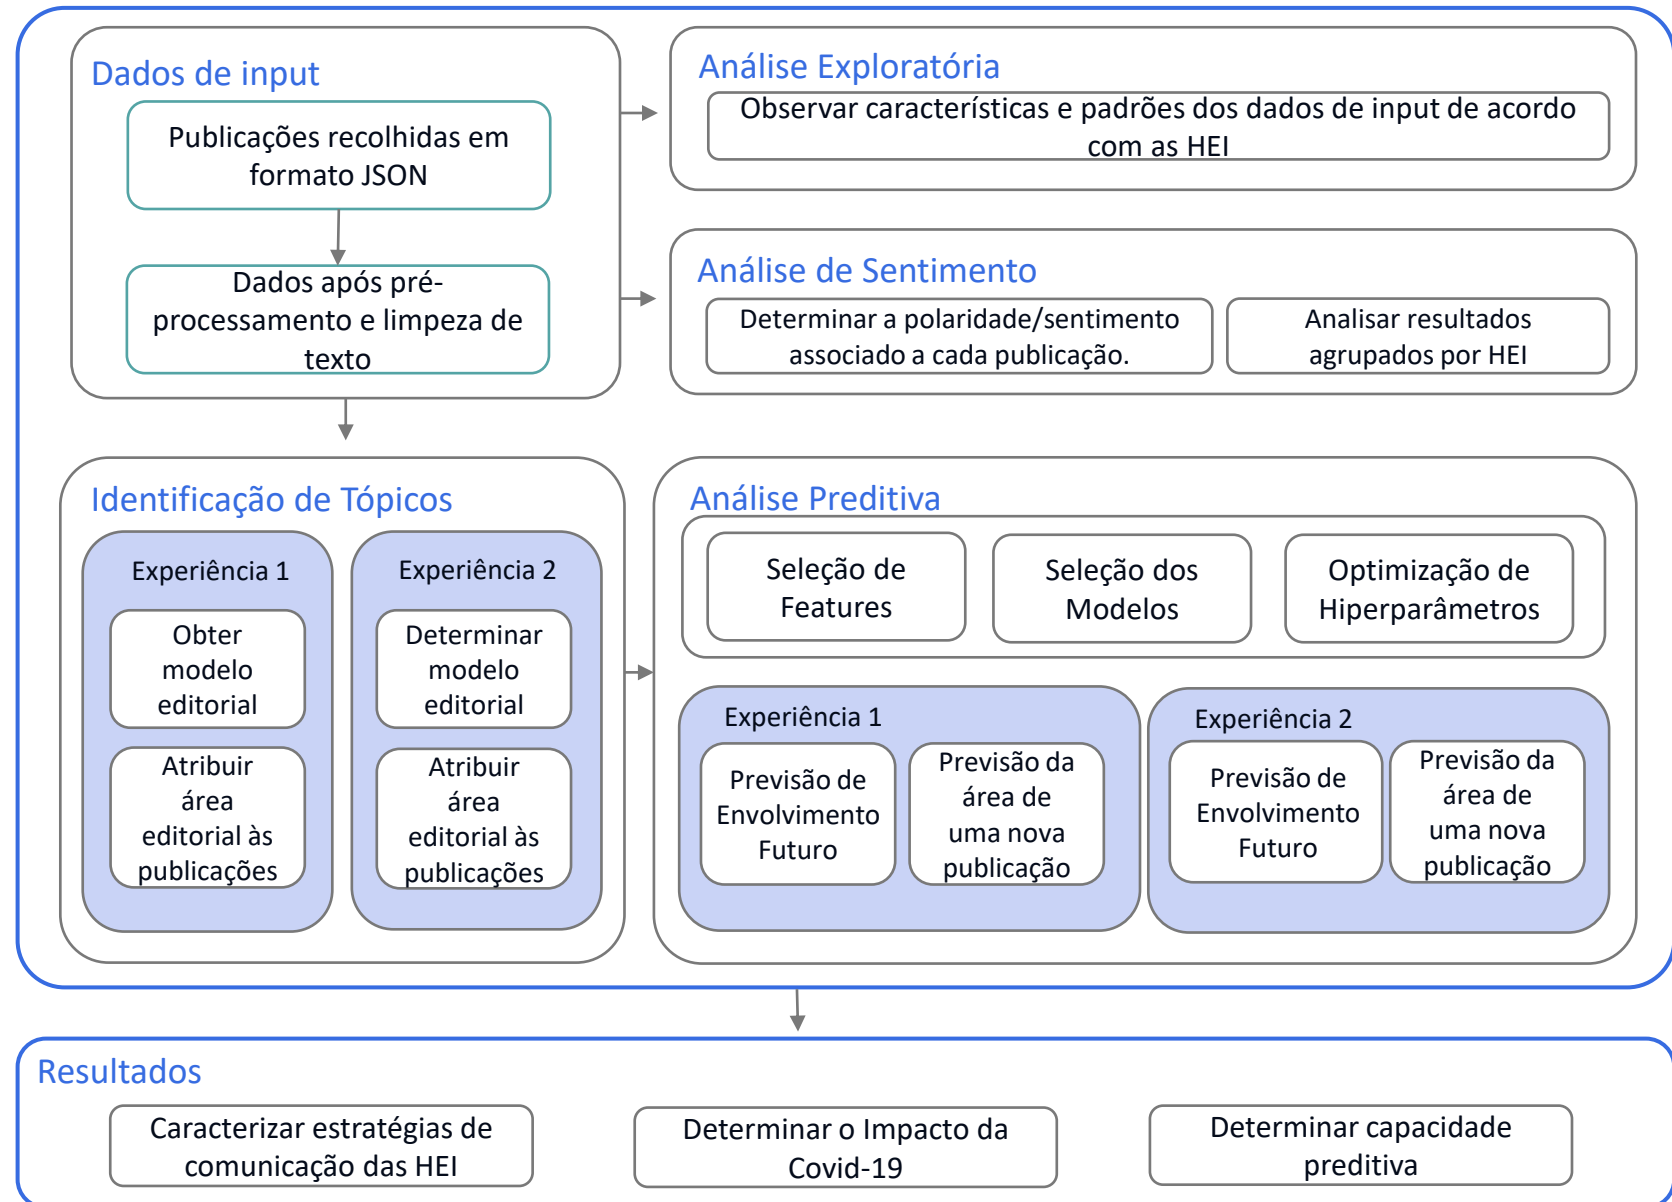 Dados de input
Publicações recolhidas em
formato JSON
Dados após pré-
processamento e limpeza de
texto
Análise Exploratória
Observar características e padrões dos dados de input de acordo
com as HEI
Análise de Sentimento
Determinar a polaridade/sentimento
associado a cada publicação.
Analisar resultados
agrupados por HEI
Identificação de Tópicos
Experiência 1
Obter
modelo
editorial
Atribuir
área
editorial às
publicações
Experiência 2
Determinar
modelo
editorial
Atribuir
área
editorial às
publicações
Análise Preditiva
Seleção de
Features
Seleção dos
Modelos
Optimização de
Hiperparâmetros
Experiência 1
Previsão de
Envolvimento
Futuro
Previsão da
área de
uma nova
publicação
Experiência 2
Previsão de
Envolvimento
Futuro
Previsão da
área de
uma nova
publicação
Resultados
Caracterizar estratégias de
comunicação das HEI
Determinar o Impacto da
Covid-19
Determinar capacidade
preditiva